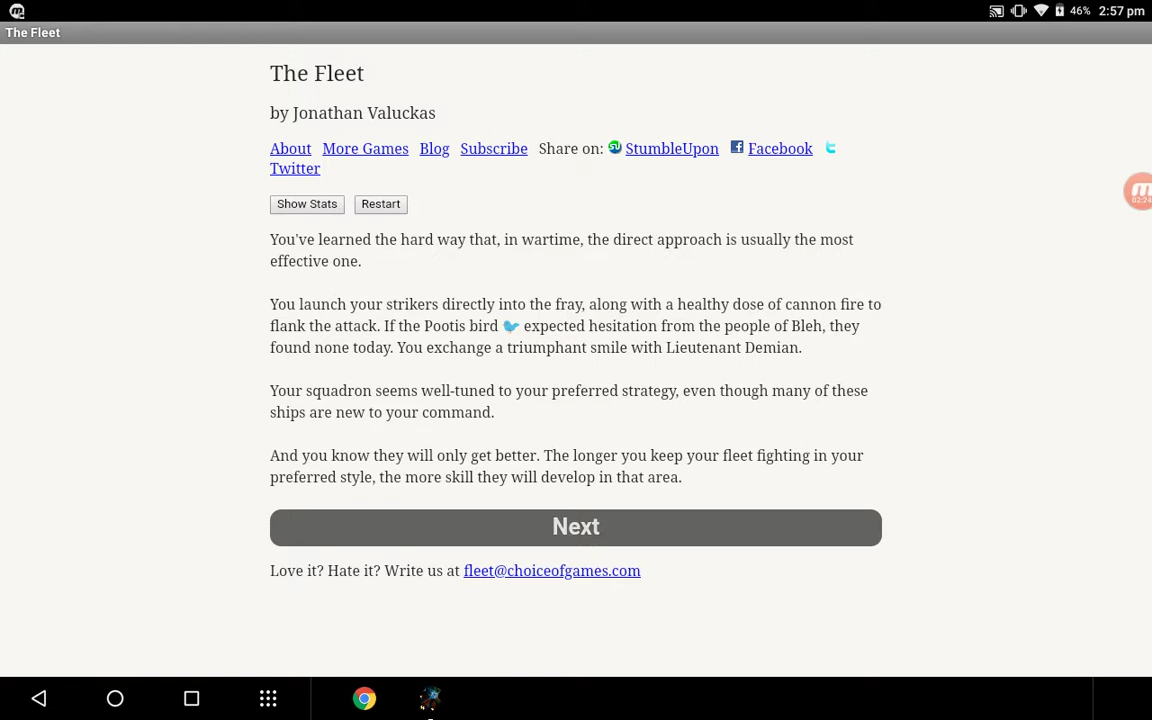 46% 2:57 pm
The Fleet
The Fleet
by Jonathan Valuckas
About More Games Blog Subscribe Share on: StumbleUpon Facebook
Twitter
Show Stats Restart
02:24
You've learned the hard way that, in wartime, the direct approach is usually the most
effective one.
You launch your strikers directly into the fray, along with a healthy dose of cannon fire to
flank the attack. If the Pootis bird 🐦 expected hesitation from the people of Bleh, they
found none today. You exchange a triumphant smile with Lieutenant Demian.
Your squadron seems well-tuned to your preferred strategy, even though many of these
ships are new to your command.
And you know they will only get better. The longer you keep your fleet fighting in your
preferred style, the more skill they will develop in that area.
Next
Love it? Hate it? Write us at fleet@choiceofgames.com